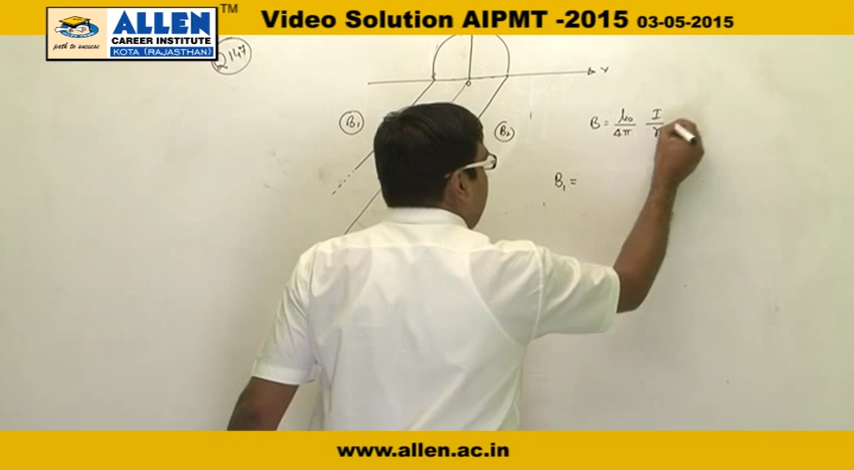 ALLEN
CAREER INSTITUTE
KOTA (RAJASTHAN)
path to success
TM
Video Solution AIPMT -2015 03-05-2015
Q 147
Y
B₁
B₂
B = μ₀/4π I/r
B₁ =
www.allen.ac.in